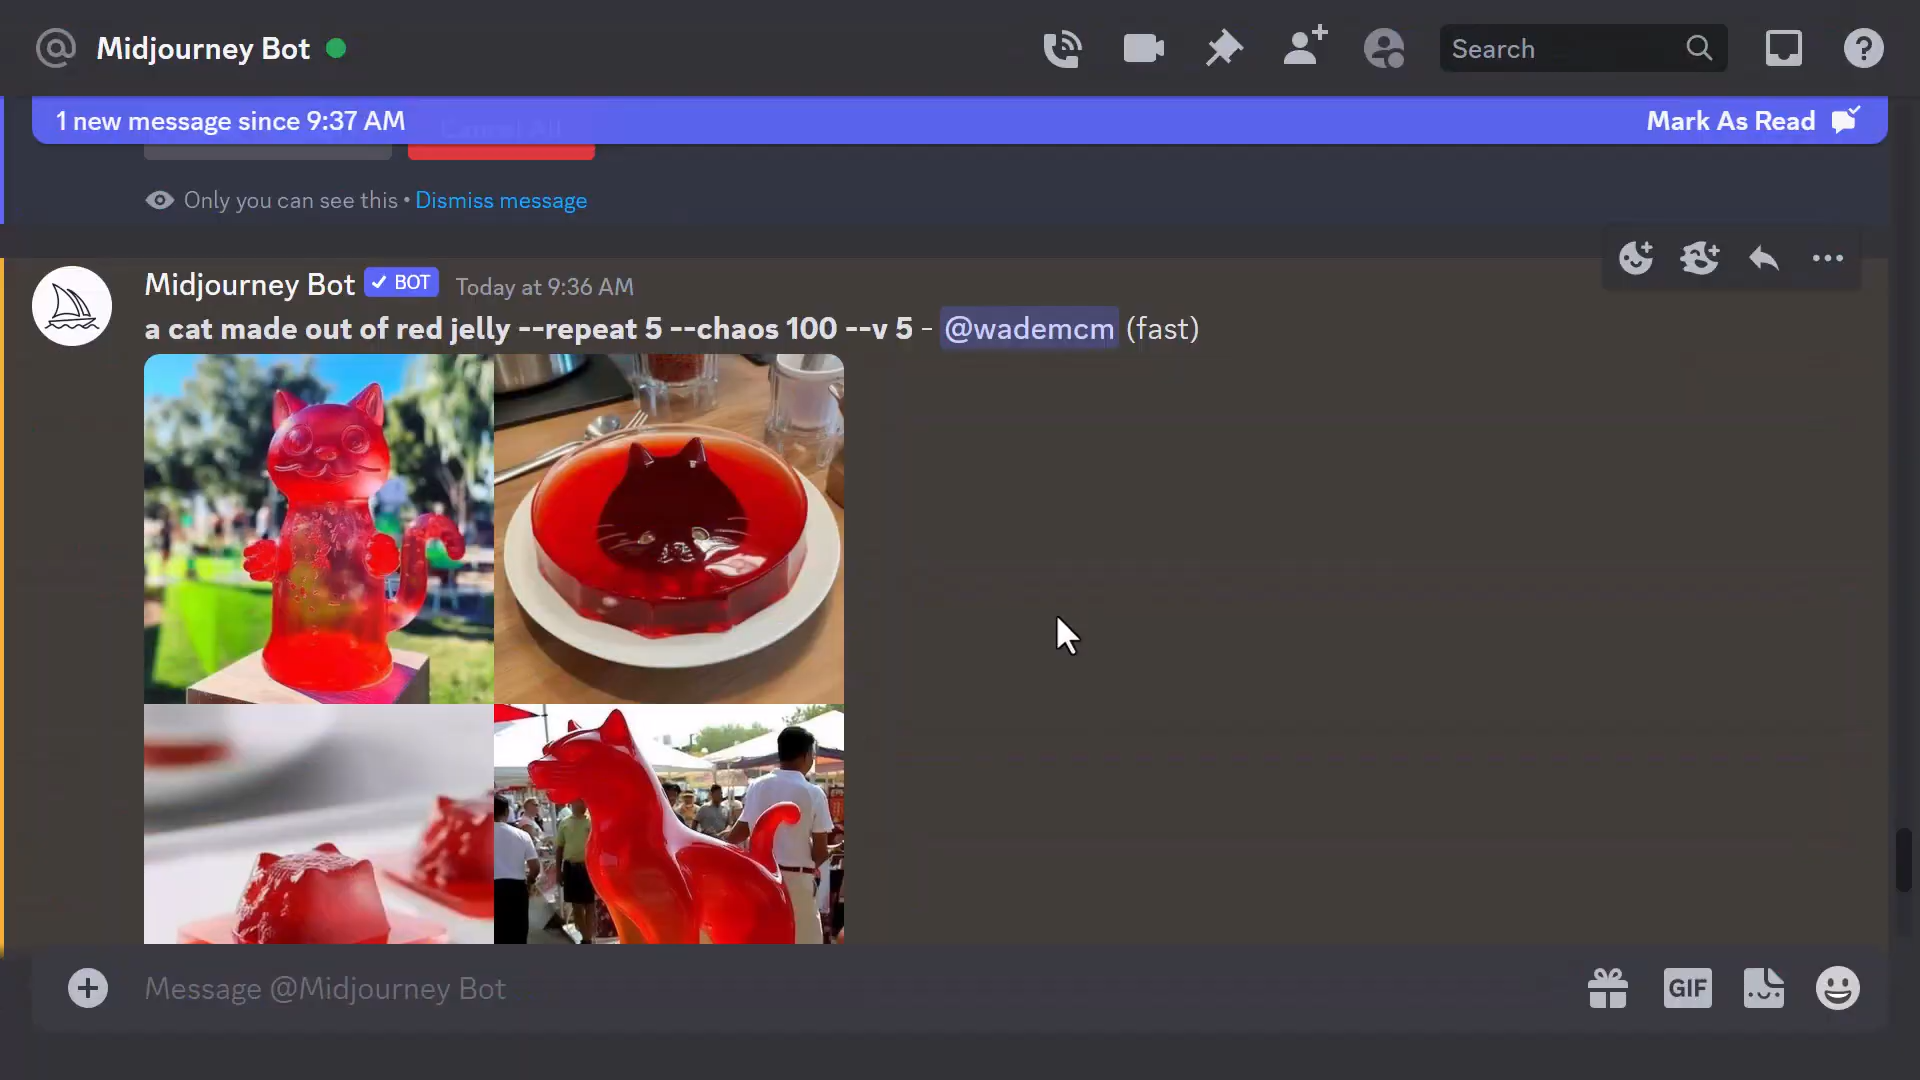 Midjourney Bot
Search
1 new message since 9:37 AM
Mark As Read
Cancel All
Only you can see this • Dismiss message
Midjourney Bot BOT Today at 9:36 AM
a cat made out of red jelly --repeat 5 --chaos 100 --v 5 - @wademcm (fast)
Message @Midjourney Bot
GIF